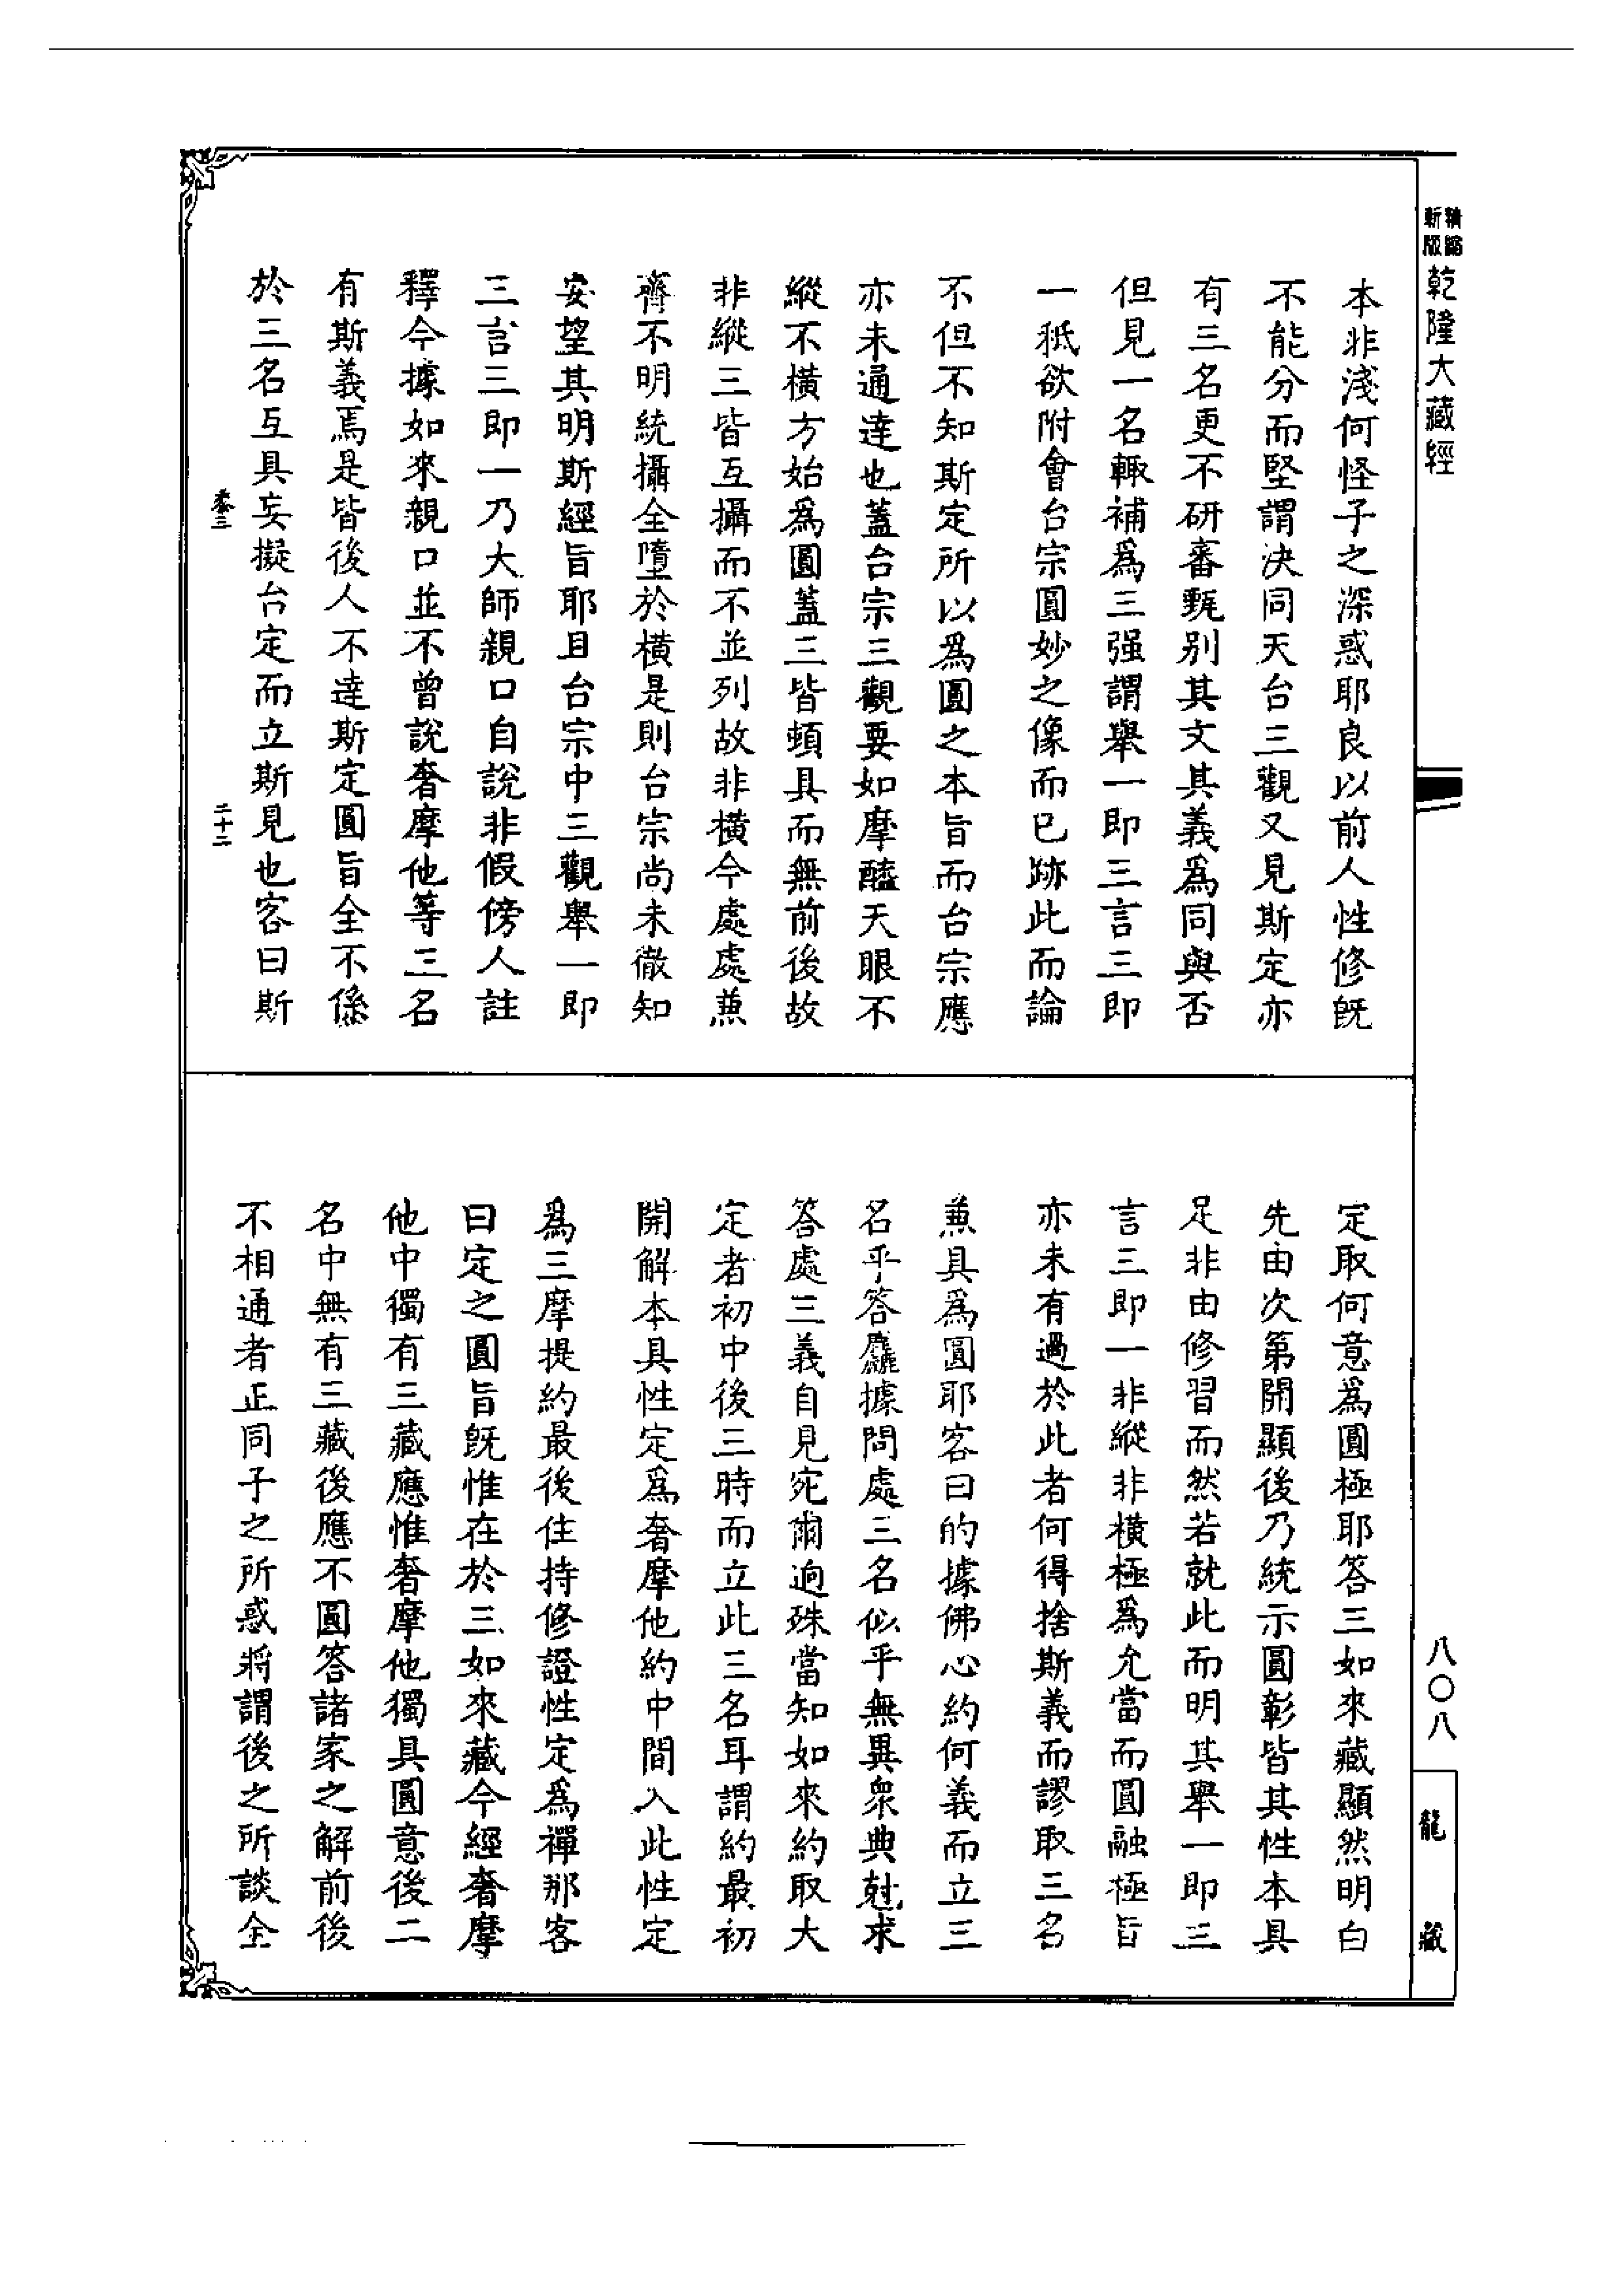 精縮
新版
乾隆大藏經
本非淺何怪子之深惑耶良以前人性修既
不能分而堅謂决同天台三觀又見斯定亦
有三名更不研審甄别其文其義爲同與否
但見一名輙補爲三强謂舉一即三言三即
一秖欲附會台宗圓妙之像而已跡此而論
不但不知斯定所以爲圓之本旨而台宗應
亦未通達也蓋台宗三觀要如摩醯天眼不
縱不橫方始爲圓蓋三皆頓具而無前後故
非縱三皆互攝而不並列故非橫今處處兼
齊不明統攝全墮於橫是則台宗尚未徹知
安望其明斯經旨耶且台宗中三觀舉一即
三言三即一乃大師親口自說非假傍人註
釋今據如來親口並不曾說奢摩他等三名
有斯義焉是皆後人不達斯定圓旨全不係
於三名互具妄擬台定而立斯見也客曰斯
卷三
二十二
定取何意爲圓極耶答三如來藏顯然明白
先由次第開顯後乃統示圓彰皆其性本具
足非由修習而然若就此而明其舉一即三
言三即一非縱非橫極爲允當而圓融極旨
亦未有過於此者何得捨斯義而謬取三名
兼具爲圓耶客曰的據佛心約何義而立三
名乎答麤據問處三名似乎無異衆典尅求
答處三義自見宛爾逈殊當知如來約取大
定者初中後三時而立此三名耳謂約最初
開解本具性定爲奢摩他約中間入此性定
爲三摩提約最後住持修證性定爲禪那客
曰定之圓旨既惟在於三如來藏今經奢摩
他中獨有三藏應惟奢摩他獨具圓意後二
名中無有三藏後應不圓答諸家之解前後
不相通者正同子之所惑將謂後之所談全
八〇八
龍藏